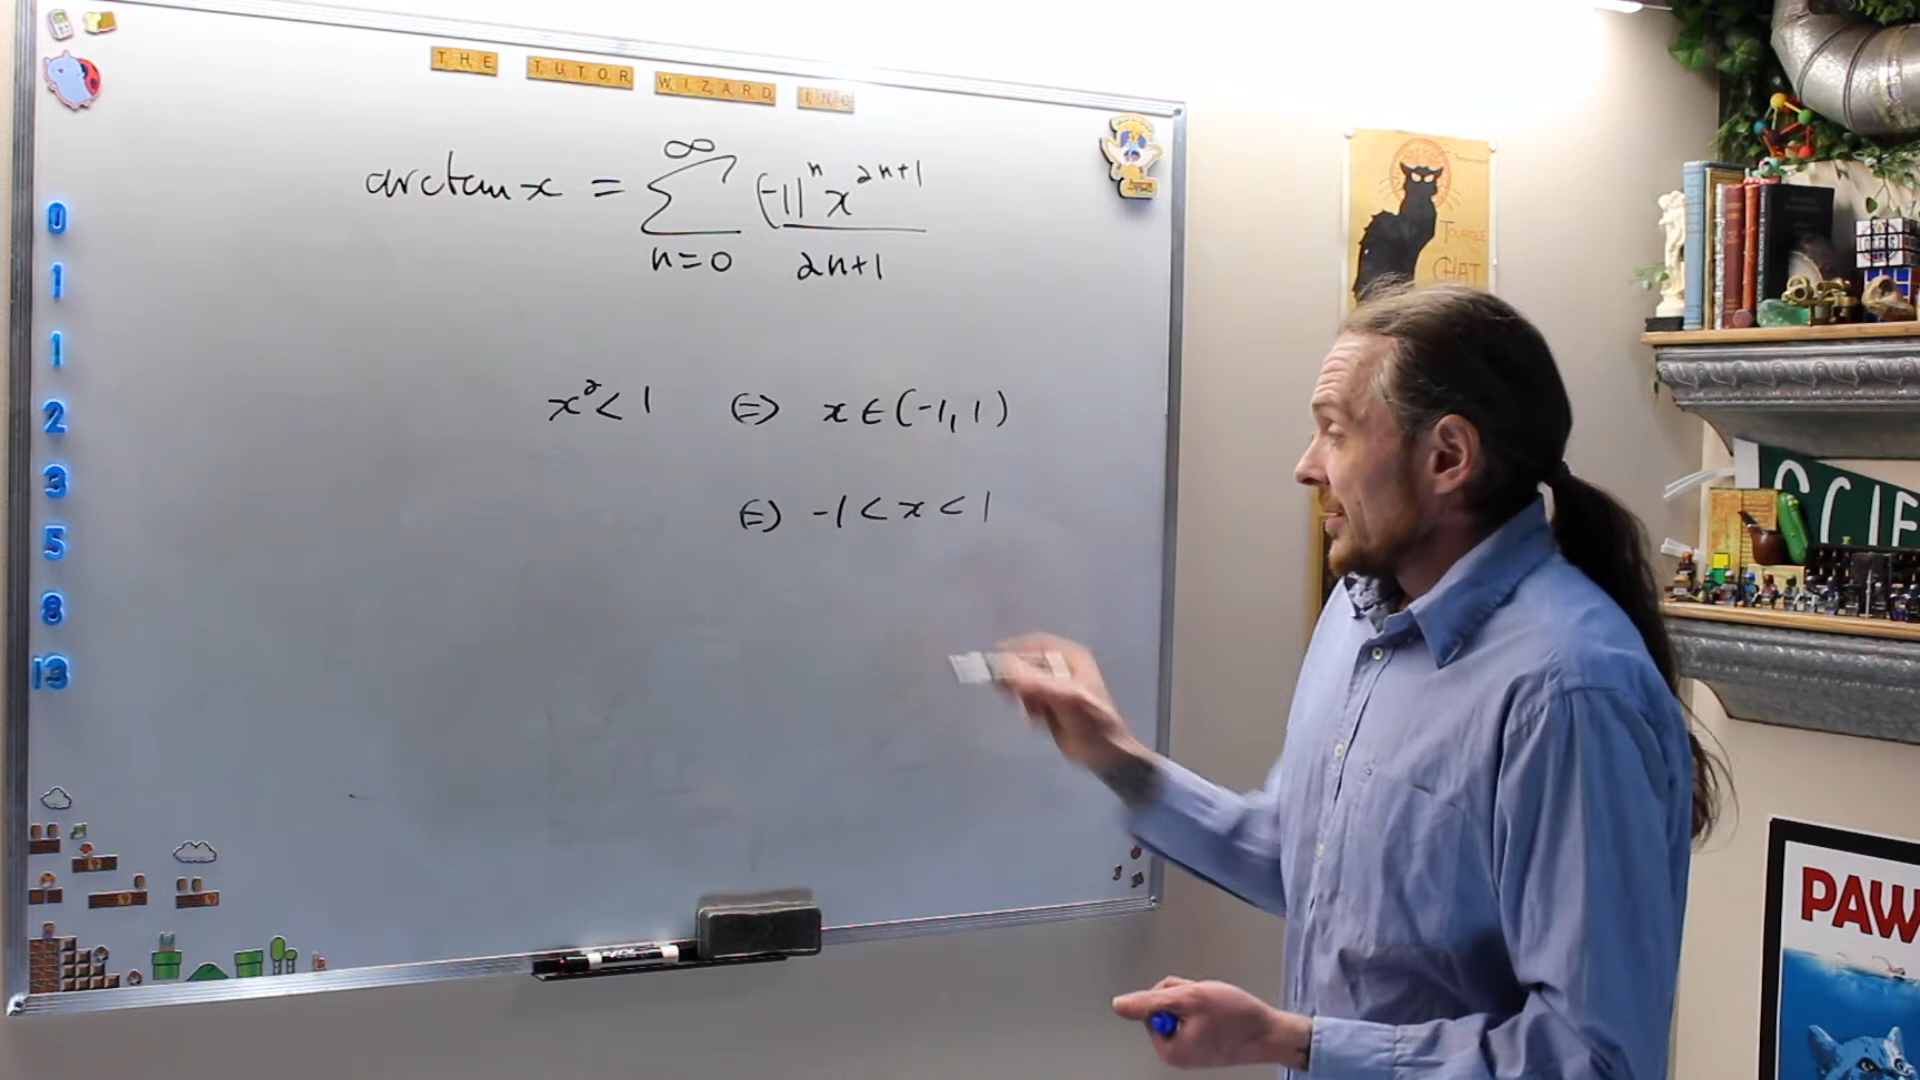 THE TUTOR WIZARD INC
arctan x = ∞ Σ n=0 (-1)^n x^{2n+1} / 2n+1
x² < 1 ⇔ x ∈ (-1, 1)
⇔ -1 < x < 1
0
1
1
2
3
5
8
13
TOURNÉE
CHAT
SCIE
PAW